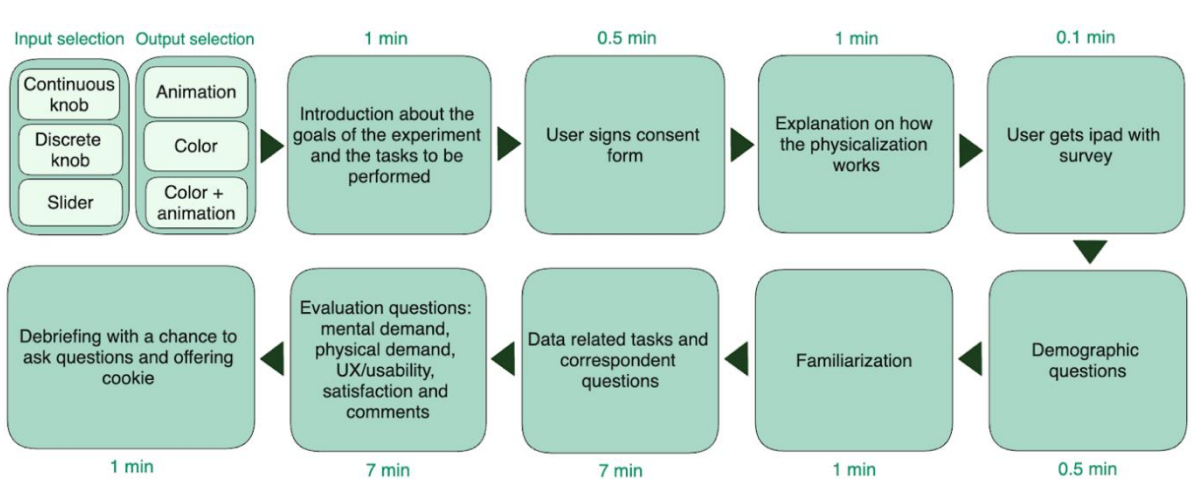 Input selection
Output selection
1 min
0.5 min
1 min
0.1 min
Continuous
knob
Discrete
knob
Slider
Animation
Color
Color +
animation
Introduction about the
goals of the experiment
and the tasks to be
performed
User signs consent
form
Explanation on how
the physicalization
works
User gets ipad with
survey
Demographic
questions
0.5 min
Familiarization
1 min
Data related tasks and
correspondent
questions
7 min
Evaluation questions:
mental demand,
physical demand,
UX/usability,
satisfaction and
comments
7 min
Debriefing with a chance to
ask questions and offering
cookie
1 min